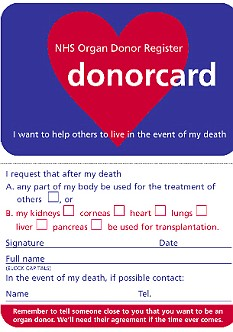 NHS Organ Donor Register
donorcard
I want to help others to live in the event of my death
I request that after my death
A. any part of my body be used for the treatment of
others , or
B. my kidneys corneas heart lungs
liver pancreas be used for transplantation.
Signature Date
Full name
(BLOCK CAPITALS)
In the event of my death, if possible contact:
Name Tel.
Remember to tell someone close to you that you want to be an
organ donor. We'll need their agreement if the time ever comes.